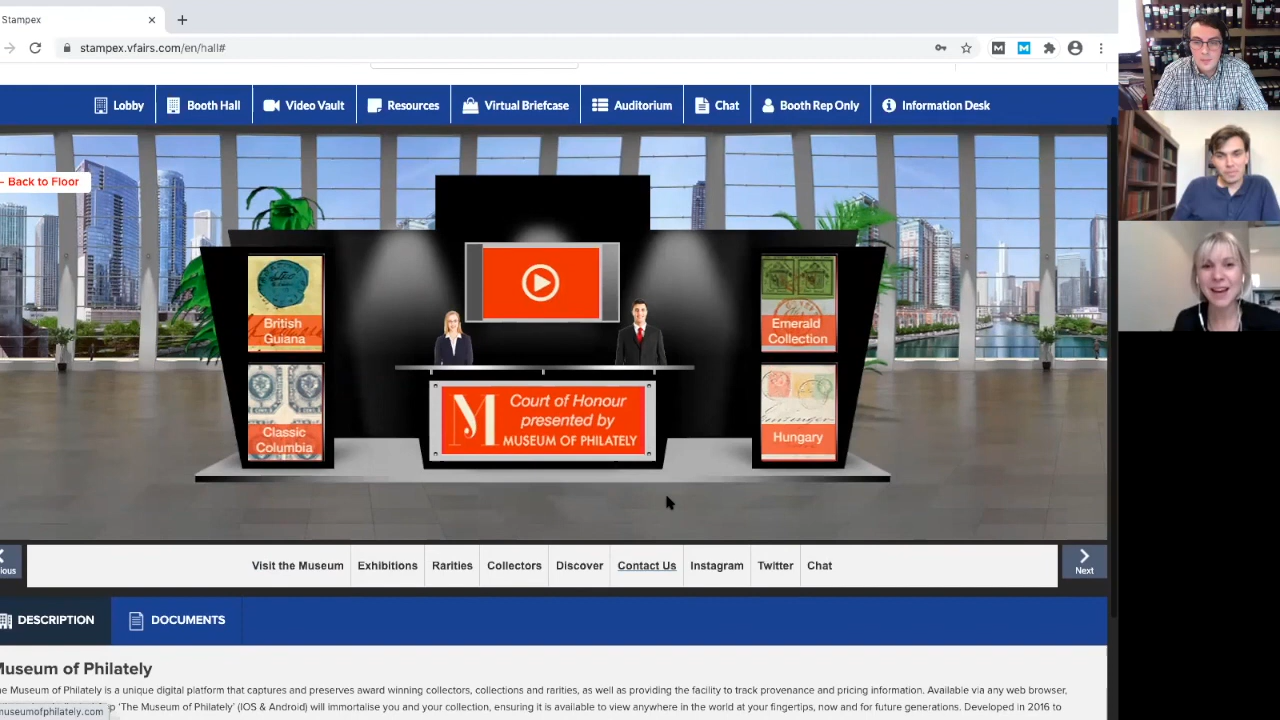 Stampex
stampex.vfairs.com/en/hall#
Lobby
Booth Hall
Video Vault
Resources
Virtual Briefcase
Auditorium
Chat
Booth Rep Only
Information Desk
Back to Floor
British
Guiana
Emerald
Collection
Classic
Columbia
Hungary
M
Court of Honour
presented by
MUSEUM OF PHILATELY
ious
Visit the Museum
Exhibitions
Rarities
Collectors
Discover
Contact Us
Instagram
Twitter
Chat
Next
DESCRIPTION
DOCUMENTS
Museum of Philately
he Museum of Philately is a unique digital platform that captures and preserves award winning collectors, collections and rarities, as well as providing the facility to track provenance and pricing information. Available via any web browser,
p 'The Museum of Philately' (IOS & Android) will immortalise you and your collection, ensuring it is available to view anywhere in the world at your fingertips, now and for future generations. Developed in 2016 to
museumofphilately.com